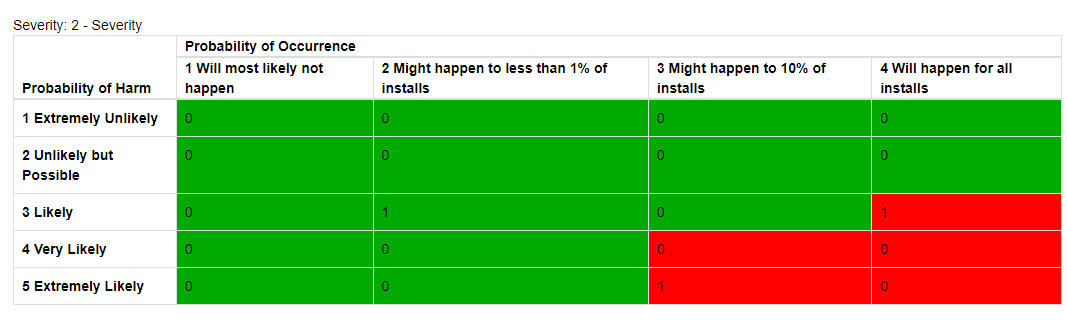 Severity: 2 - Severity
Probability of Occurrence
Probability of Harm
1 Will most likely not
happen
2 Might happen to less than 1% of
installs
3 Might happen to 10% of
installs
4 Will happen for all
installs
1 Extremely Unlikely 0 0 0 0
2 Unlikely but
Possible 0 0 0 0
3 Likely 0 1 0 1
4 Very Likely 0 0 0 0
5 Extremely Likely 0 0 1 0